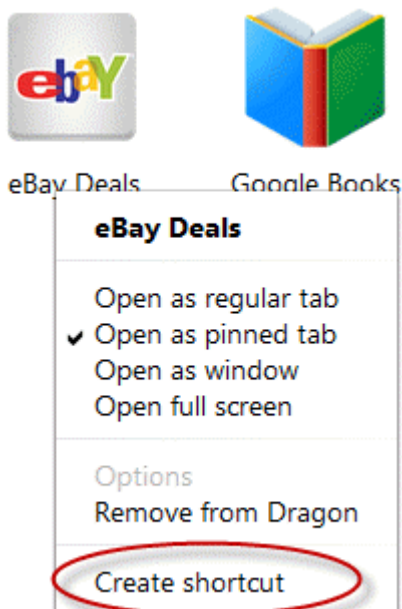 ebaY
eBay Deals
Google Books
eBay Deals
Open as regular tab
Open as pinned tab
Open as window
Open full screen
Options
Remove from Dragon
Create shortcut